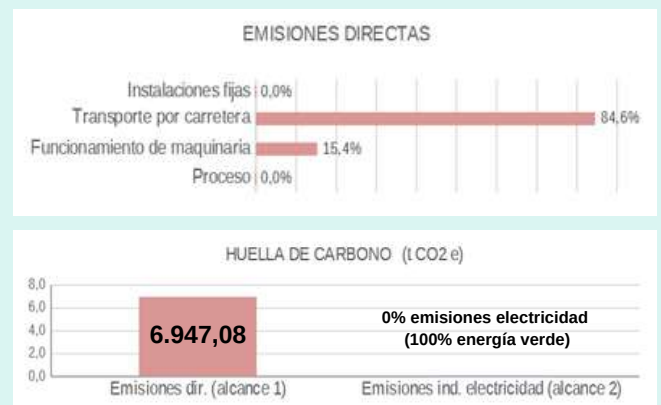 EMISIONES DIRECTAS
Instalaciones fijas 0,0%
Transporte por carretera 84,6%
Funcionamiento de maquinaria 15,4%
Proceso 0,0%
HUELLA DE CARBONO (t CO2 e)
8,0
6,0
4,0
2,0
0,0
6.947,08
0% emisiones electricidad
(100% energía verde)
Emisiones dir. (alcance 1)
Emisiones ind. electricidad (alcance 2)